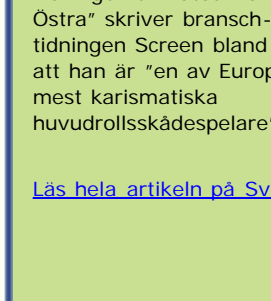 Östra" skriver bransch-
tidningen Screen bland
att han är "en av Europ
mest karismatiska
huvudrollsskådespelare"
Läs hela artikeln på Sv